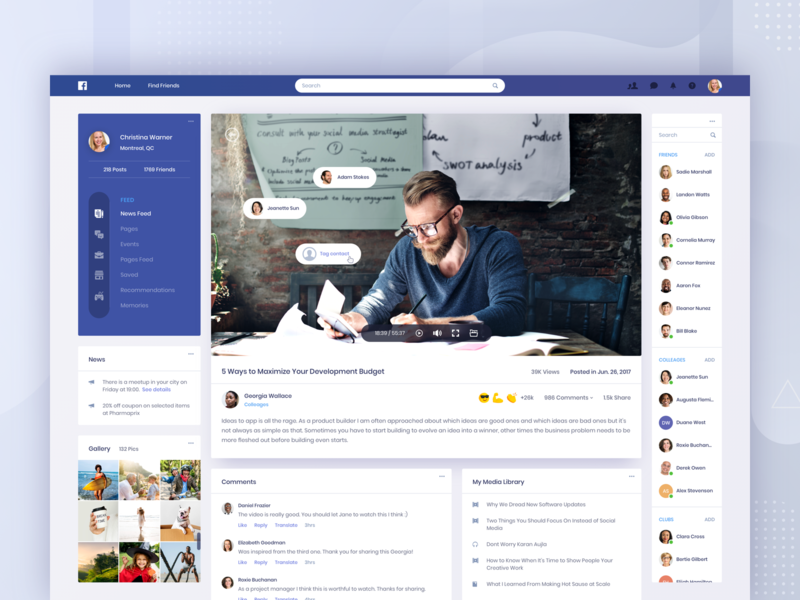 Home
Find Friends
Search
Christina Warner
Montreal, QC
218 Posts
1769 Friends
FEED
News Feed
Pages
Events
Pages Feed
Saved
Recommendations
Memories
News
There is a meetup in your city on
Friday at 19:00. See details
20% off coupon on selected items
at Pharmaprix
Gallery 132 Pics
consult with your social media strategist
Blog Posts
Social Media
plan
product
SWOT analysis
Adam Stokes
Jeanette Sun
Tag contact
16:39 / 55:37
5 Ways to Maximize Your Development Budget
39K Views
Posted in Jun. 26, 2017
Georgia Wallace
Colleages
+26k
986 Comments
1.5k Share
Ideas to app is all the rage. As a product builder I am often approached about which ideas are good ones and which ideas are bad ones but it's
not always as simple as that. Sometimes you have to start building to evolve an idea into a winner; other times the business problem needs to be
more fleshed out before building even starts.
Comments
Daniel Frazier
The video is really good. You should let Jane to watch this I think :)
Like Reply Translate 3hrs
Elizabeth Goodman
Was inspired from the third one. Thank you for sharing this Georgia!
Like Reply Translate 3hrs
Roxie Buchanan
As a project manager I think this is worthful to watch. Thanks for sharing.
Like Reply Translate 3hrs
My Media Library
Why We Dread New Software Updates
Two Things You Should Focus On Instead of Social
Media
Dont Worry Karan Aujla
How to Know When It's Time to Show People Your
Creative Work
What I Learned From Making Hot Sause at Scale
Search
FRIENDS ADD
Sadie Marshall
Landon Watts
Olivia Gibson
Cornelia Murray
Connor Ramirez
Aaron Fox
Eleanor Nunez
Bill Blake
COLLEAGES ADD
Jeanette Sun
Auguste Flemi...
DW Duane West
Roxie Buchan...
Derek Owen
AS Alex Stevenson
CLUBS ADD
Clara Cross
Bertie Gilbert
Elijah Hamilton